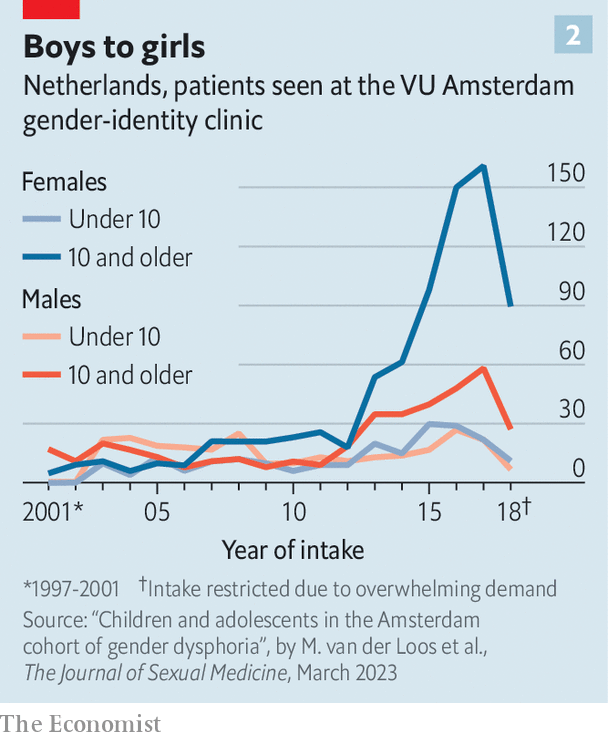 Boys to girls
2
Netherlands, patients seen at the VU Amsterdam
gender-identity clinic
Females
Under 10
10 and older
Males
Under 10
10 and older
150
120
90
60
30
0
2001* 05 10 15 18†
Year of intake
*1997-2001 †Intake restricted due to overwhelming demand
Source: “Children and adolescents in the Amsterdam
cohort of gender dysphoria”, by M. van der Loos et al.,
The Journal of Sexual Medicine, March 2023
The Economist